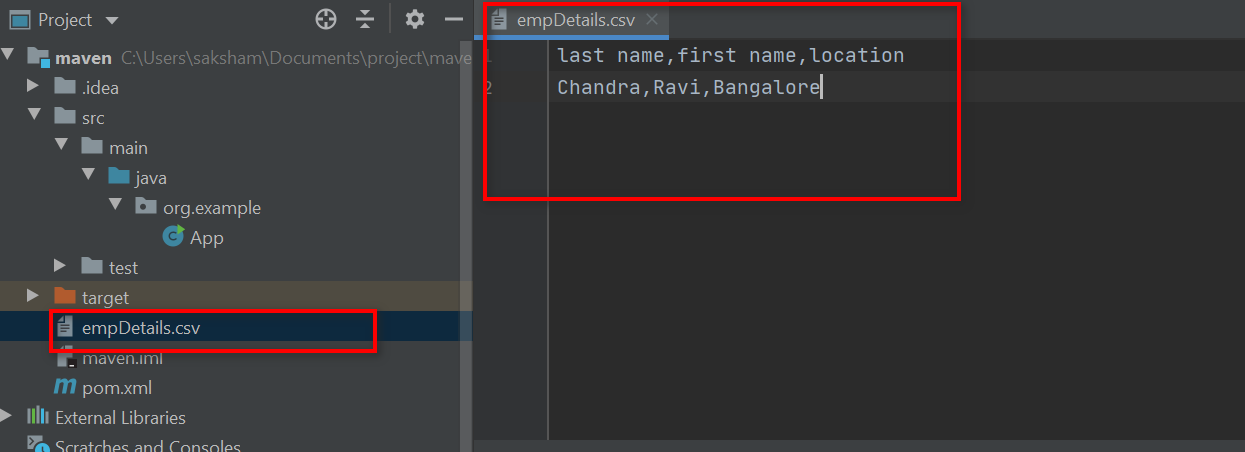 Project
maven C:\Users\saksham\Documents\project\mave
.idea
src
main
java
org.example
C App
test
target
empDetails.csv
maven.iml
m pom.xml
External Libraries
Scratches and Consoles
empDetails.csv
1 last name,first name,location
2 Chandra,Ravi,Bangalore